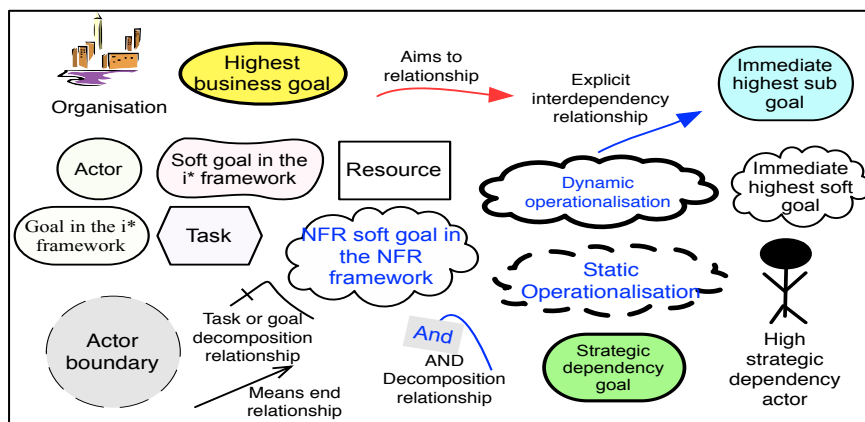 Organisation
Highest
business goal
Aims to
relationship
Explicit
interdependency
relationship
Immediate
highest sub
goal
Actor
Soft goal in the
i* framework
Resource
Dynamic
operationalisation
Immediate
highest soft
goal
Goal in the i*
framework
Task
NFR soft goal in
the NFR
framework
Static
Operationalisation
Actor
boundary
Task or goal
decomposition
relationship
Means end
relationship
And
AND
Decomposition
relationship
Strategic
dependency
goal
High
strategic
dependency
actor